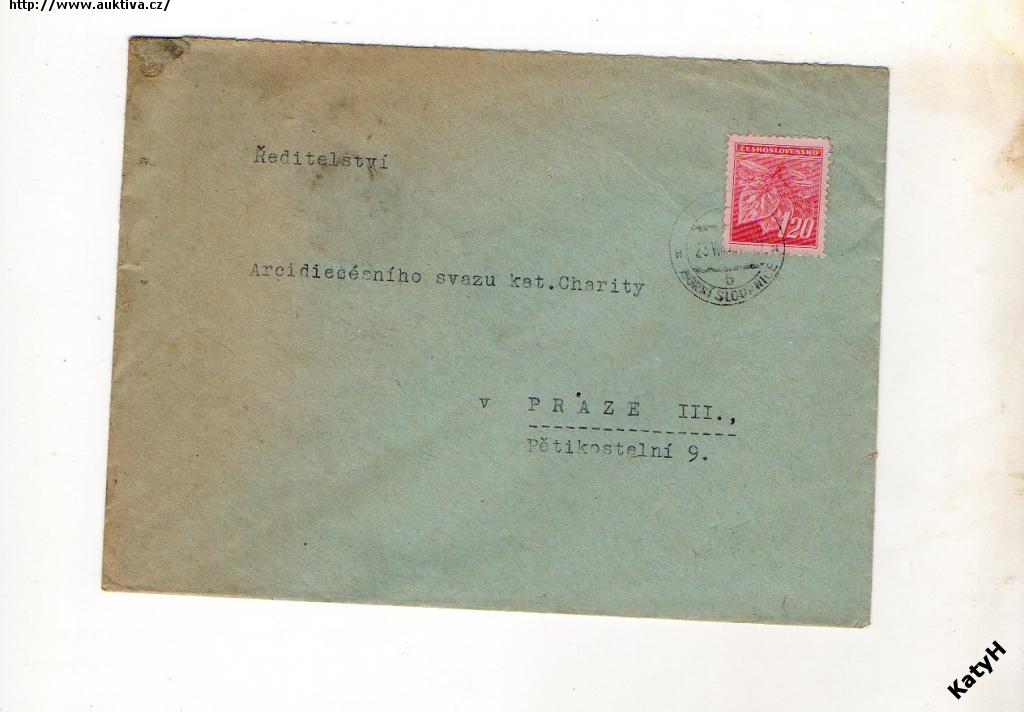 http://www.auktiva.cz/
Ředitelství
ČESKOSLOVENSKO
1.20
Arcidiecésního svazu kat.Charity
v PRAZE III.,
Pětikostelní 9.
KatyH